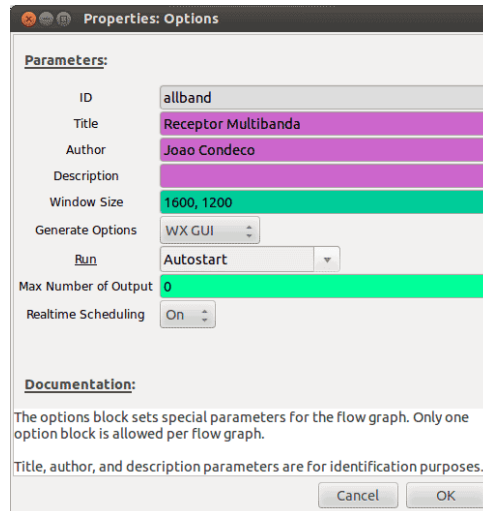 Properties: Options
Parameters:
ID allband
Title Receptor Multibanda
Author Joao Condeco
Description
Window Size 1600, 1200
Generate Options WX GUI
Run Autostart
Max Number of Output 0
Realtime Scheduling On
Documentation:
The options block sets special parameters for the flow graph. Only one
option block is allowed per flow graph.
Title, author, and description parameters are for identification purposes.
Cancel OK